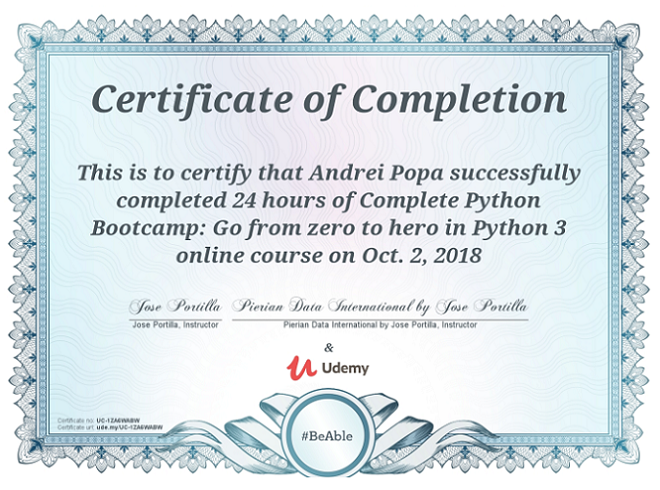 Certificate of Completion
This is to certify that Andrei Popa successfully
completed 24 hours of Complete Python
Bootcamp: Go from zero to hero in Python 3
online course on Oct. 2, 2018
Jose Portilla Pierian Data International by Jose Portilla
Jose Portilla, Instructor Pierian Data International by Jose Portilla, Instructor
&
Udemy
Certificate no: UC-1ZA6WABW
Certificate url: ude.my/UC-1ZA6WABW
#BeAble